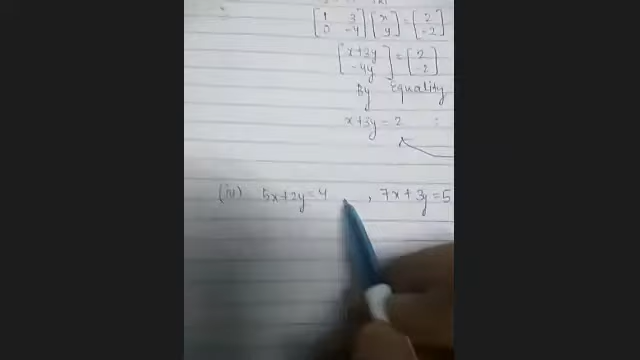 [1 3 0 -4] [x y] = [2 -2]
[x+3y -4y] = [2 -2]
By Equality
x+3y = 2 :
(iv) 5x+2y=4 , 7x+3y=5